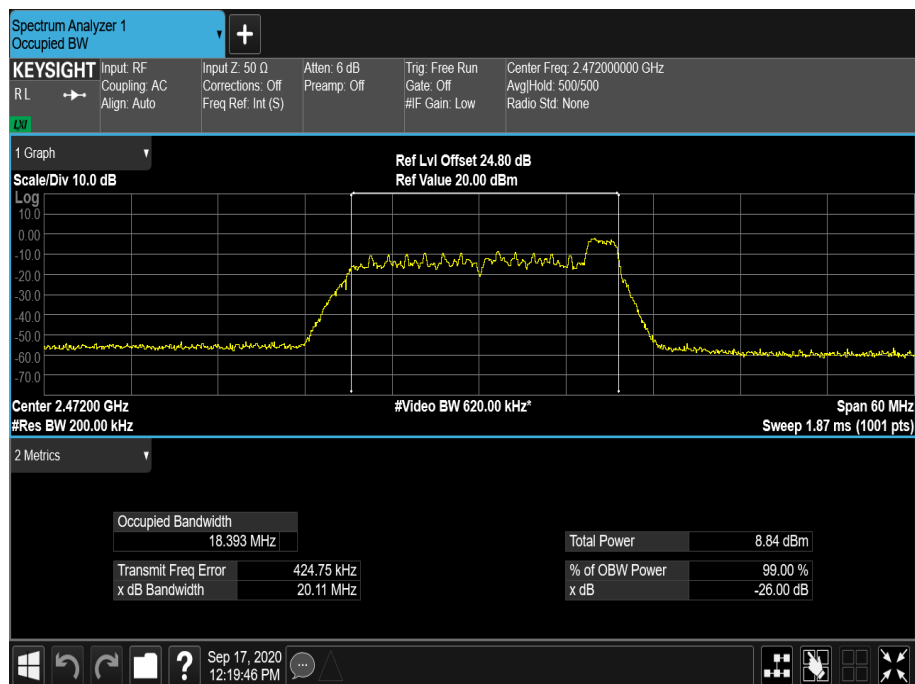 Spectrum Analyzer 1
Occupied BW
+
KEYSIGHT Input: RF Input Z: 50 Ω Atten: 6 dB Trig: Free Run Center Freq: 2.472000000 GHz
RL Coupling: AC Corrections: Off Preamp: Off Gate: Off Avg|Hold: 500/500
Align: Auto Freq Ref: Int (S) #IF Gain: Low Radio Std: None
LXI
1 Graph
Ref Lvl Offset 24.80 dB
Scale/Div 10.0 dB Ref Value 20.00 dBm
Log
10.0
0.00
-10.0
-20.0
-30.0
-40.0
-50.0
-60.0
-70.0
Center 2.47200 GHz #Video BW 620.00 kHz* Span 60 MHz
#Res BW 200.00 kHz Sweep 1.87 ms (1001 pts)
2 Metrics
Occupied Bandwidth
18.393 MHz Total Power 8.84 dBm
Transmit Freq Error 424.75 kHz % of OBW Power 99.00 %
x dB Bandwidth 20.11 MHz x dB -26.00 dB
? Sep 17, 2020 ...
12:19:46 PM